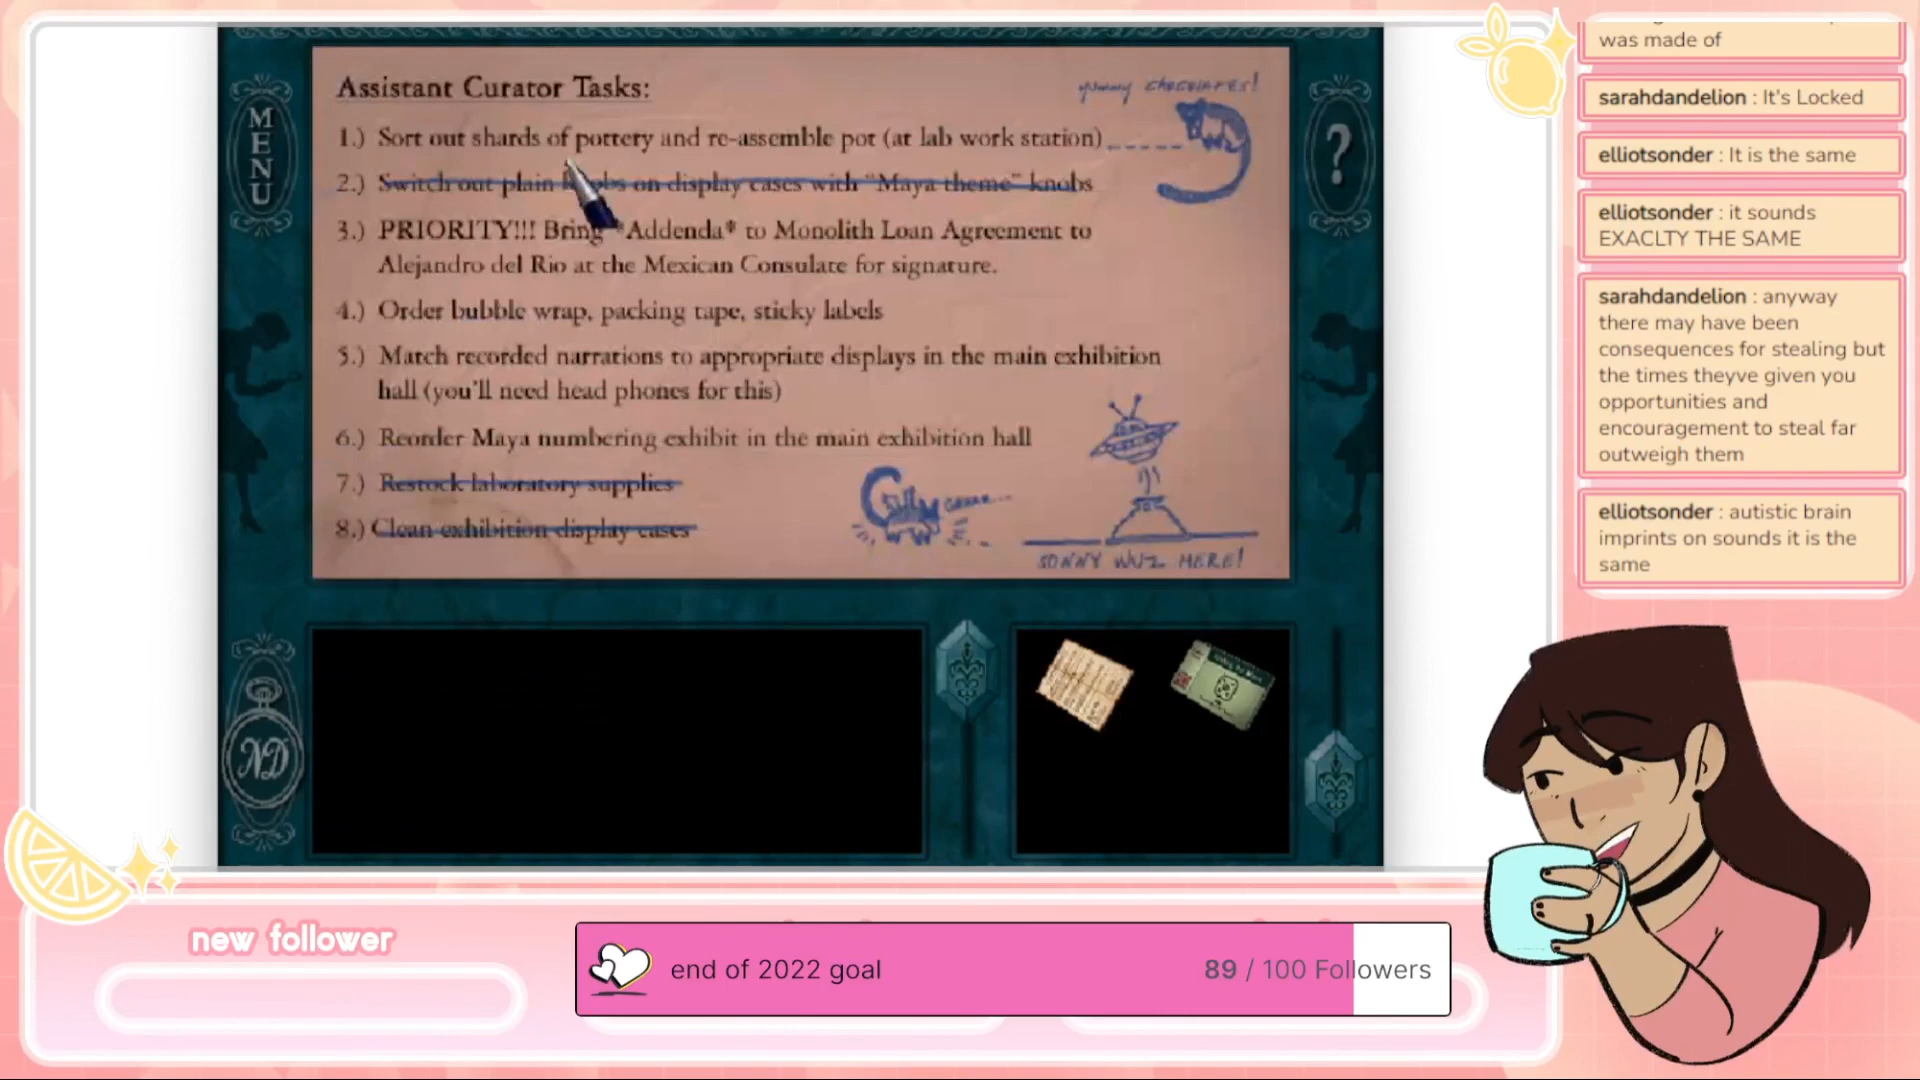 MENU
Assistant Curator Tasks:
yummy chocolates!
1.) Sort out shards of pottery and re-assemble pot (at lab work station)
2.) Switch out plain knobs on display cases with "Maya theme" knobs
3.) PRIORITY!!! Bring *Addenda* to Monolith Loan Agreement to
Alejandro del Rio at the Mexican Consulate for signature.
4.) Order bubble wrap, packing tape, sticky labels
5.) Match recorded narrations to appropriate displays in the main exhibition
hall (you'll need head phones for this)
6.) Reorder Maya numbering exhibit in the main exhibition hall
7.) Restock laboratory supplies
8.) Clean exhibition display cases
SONNY WUZ HERE!
?
ND
was made of
sarahdandelion : It's Locked
elliotsonder : It is the same
elliotsonder : it sounds
EXACLTY THE SAME
sarahdandelion : anyway
there may have been
consequences for stealing but
the times theyve given you
opportunities and
encouragement to steal far
outweigh them
elliotsonder : autistic brain
imprints on sounds it is the
same
new follower
end of 2022 goal
89 / 100 Followers